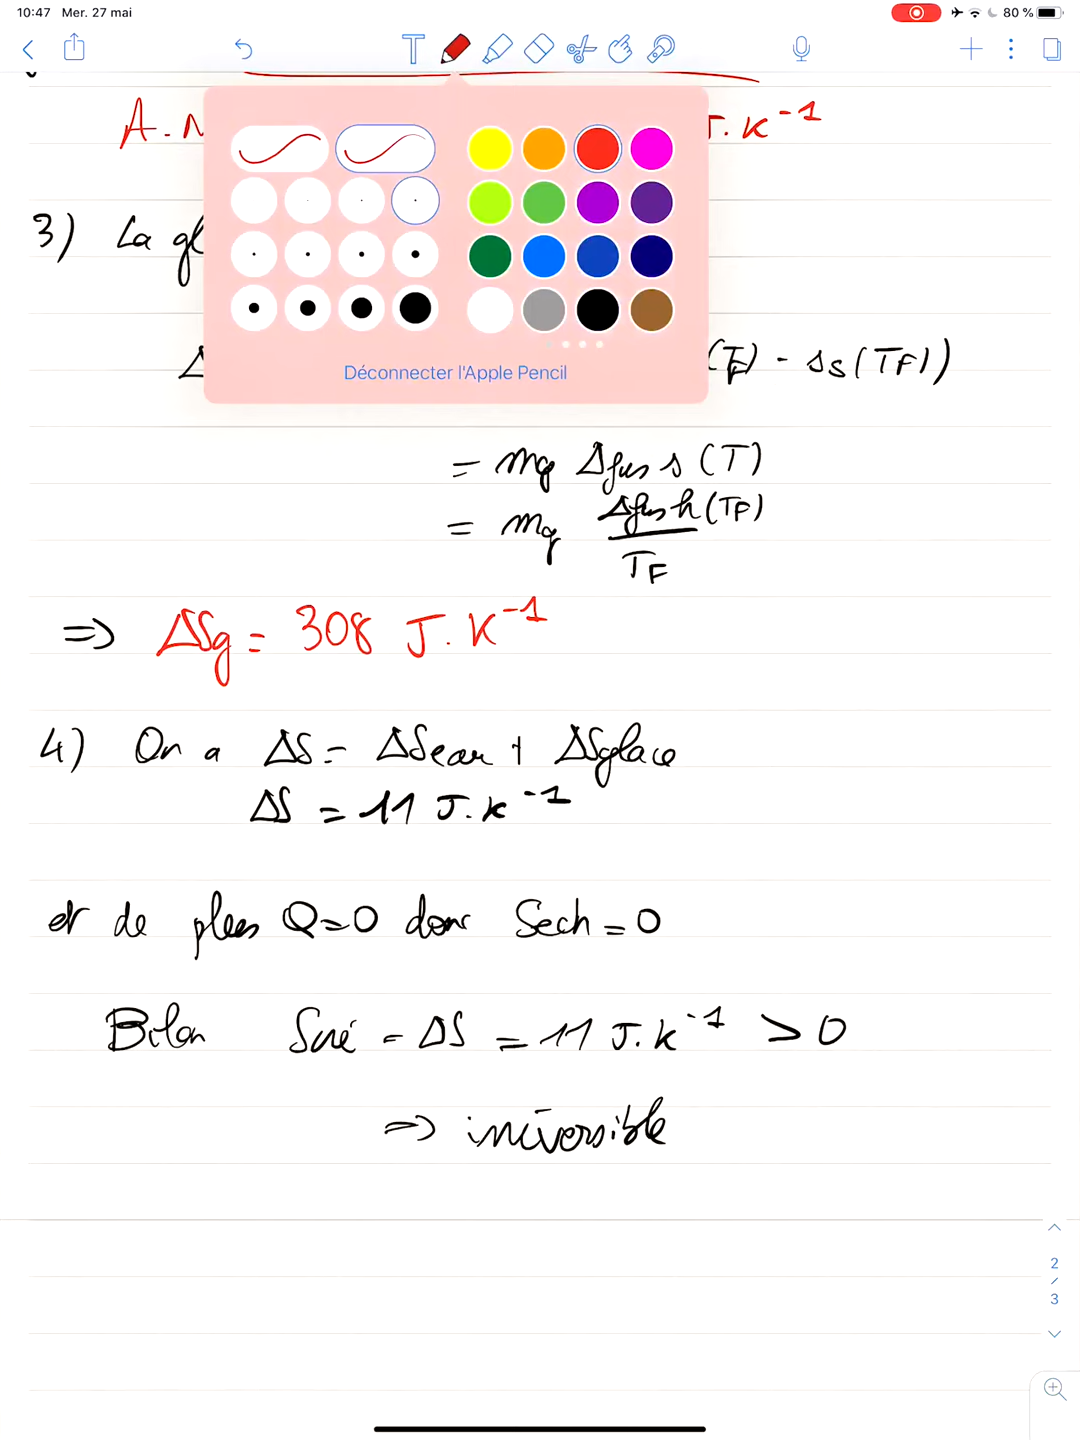 10:47 Mer. 27 mai 80 %
T
A.N J.K⁻¹
3) La gl
Déconnecter l'Apple Pencil
Δ (TF) - ss(TF))
= mg Δfus s (T)
= mg Δfus h(TF) / TF
=> ΔSg = 308 J.K⁻¹
4) On a ΔS = ΔSeau + ΔSglace
ΔS = 11 J.K⁻¹
et de plus Q=0 donc Sech = 0
Bilan Scré = ΔS = 11 J.K⁻¹ > 0
=> irréversible
2
/
3